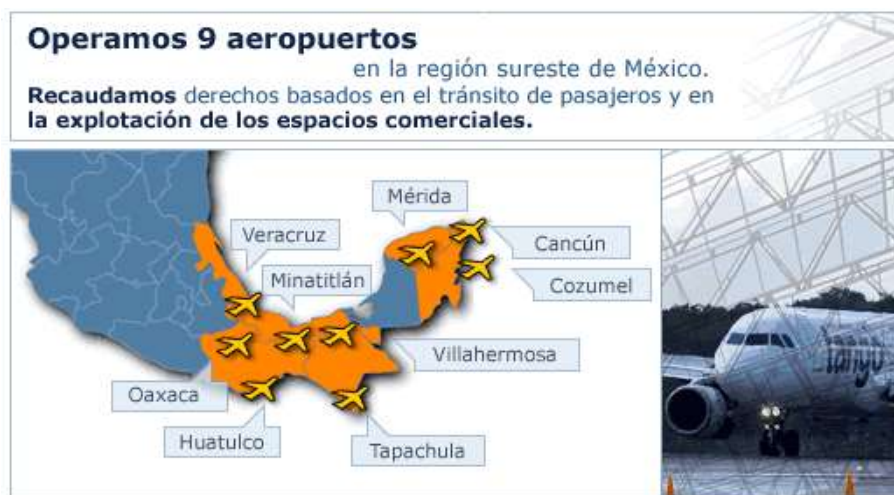 Operamos 9 aeropuertos
en la región sureste de México.
Recaudamos derechos basados en el tránsito de pasajeros y en
la explotación de los espacios comerciales.
Mérida
Veracruz
Cancún
Minatitlán
Cozumel
Villahermosa
Oaxaca
Huatulco
Tapachula
tango